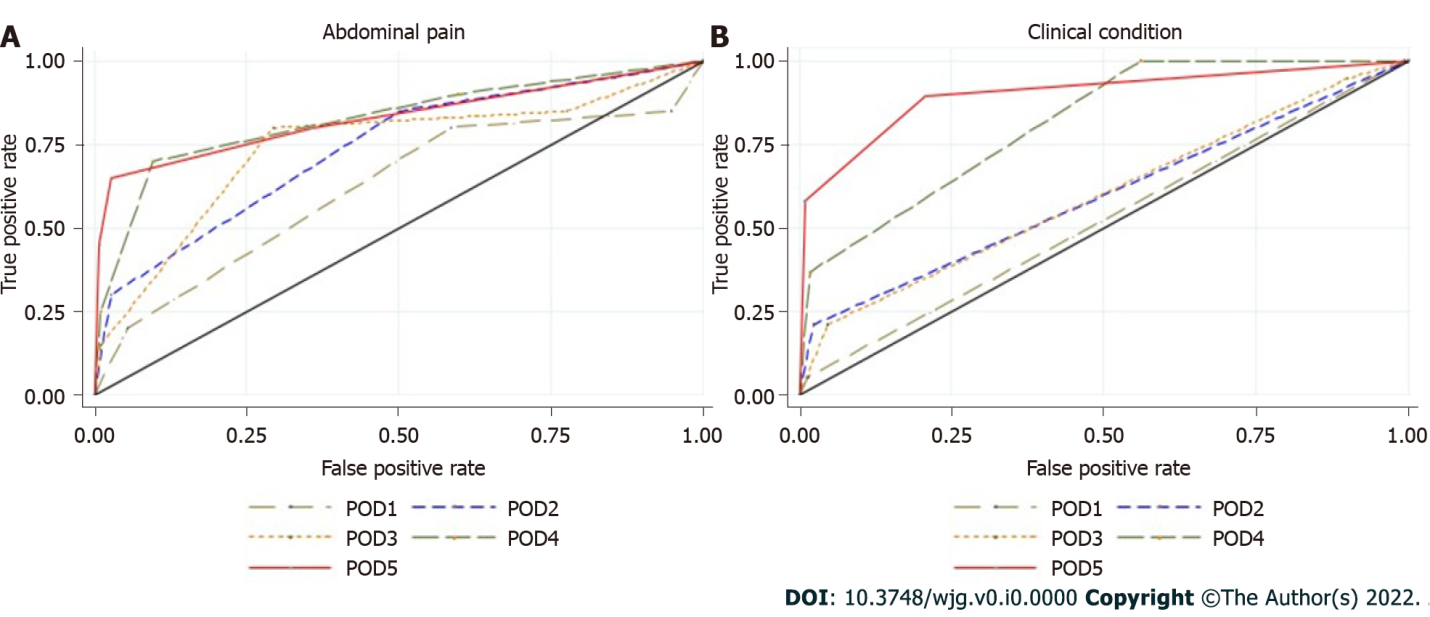 A
Abdominal pain
True positive rate
1.00
0.75
0.50
0.25
0.00
0.00 0.25 0.50 0.75 1.00
False positive rate
POD1 POD2
POD3 POD4
POD5
B
Clinical condition
True positive rate
1.00
0.75
0.50
0.25
0.00
0.00 0.25 0.50 0.75 1.00
False positive rate
POD1 POD2
POD3 POD4
POD5
DOI: 10.3748/wjg.v0.i0.0000 Copyright ©The Author(s) 2022.